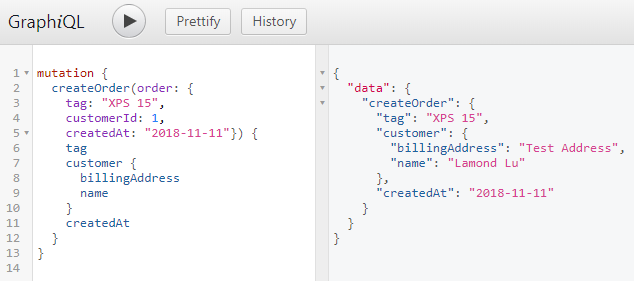 GraphiQL Prettify History
1 mutation {
2 createOrder(order: {
3 tag: "XPS 15",
4 customerId: 1,
5 createdAt: "2018-11-11"}) {
6 tag
7 customer {
8 billingAddress
9 name
10 }
11 createdAt
12 }
13 }
14
{
"data": {
"createOrder": {
"tag": "XPS 15",
"customer": {
"billingAddress": "Test Address",
"name": "Lamond Lu"
},
"createdAt": "2018-11-11"
}
}
}